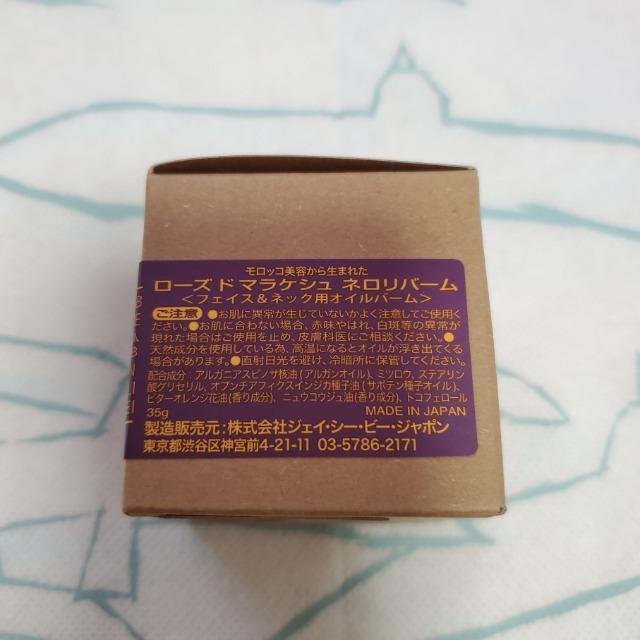 モロッコ美容から生まれた
ローズ ド マラケシュ ネロリバーム
<フェイス&ネック用オイルバーム>
ご注意 ●お肌に異常が生じていないかよく注意してご使用く
ださい。●お肌に合わない場合、赤味やはれ、白斑等の異常が
現れた場合はご使用を止め、皮膚科医にご相談ください。●
天然成分を使用している為、高温になるとオイルが浮き出てくる
場合があります。●直射日光を避け、冷暗所に保管してください。
配合成分:アルガニアスピノサ核油(アルガンオイル)、ミツロウ、ステアリン
酸グリセリル、オプンチアフィクスインジカ種子油(サボテン種子オイル)、
ビターオレンジ花油(香り成分)、ニュウコウジュ油(香り成分)、トコフェロール
35g MADE IN JAPAN
製造販売元:株式会社ジェイ・シー・ビー・ジャポン
東京都渋谷区神宮前4-21-11 03-5786-2171